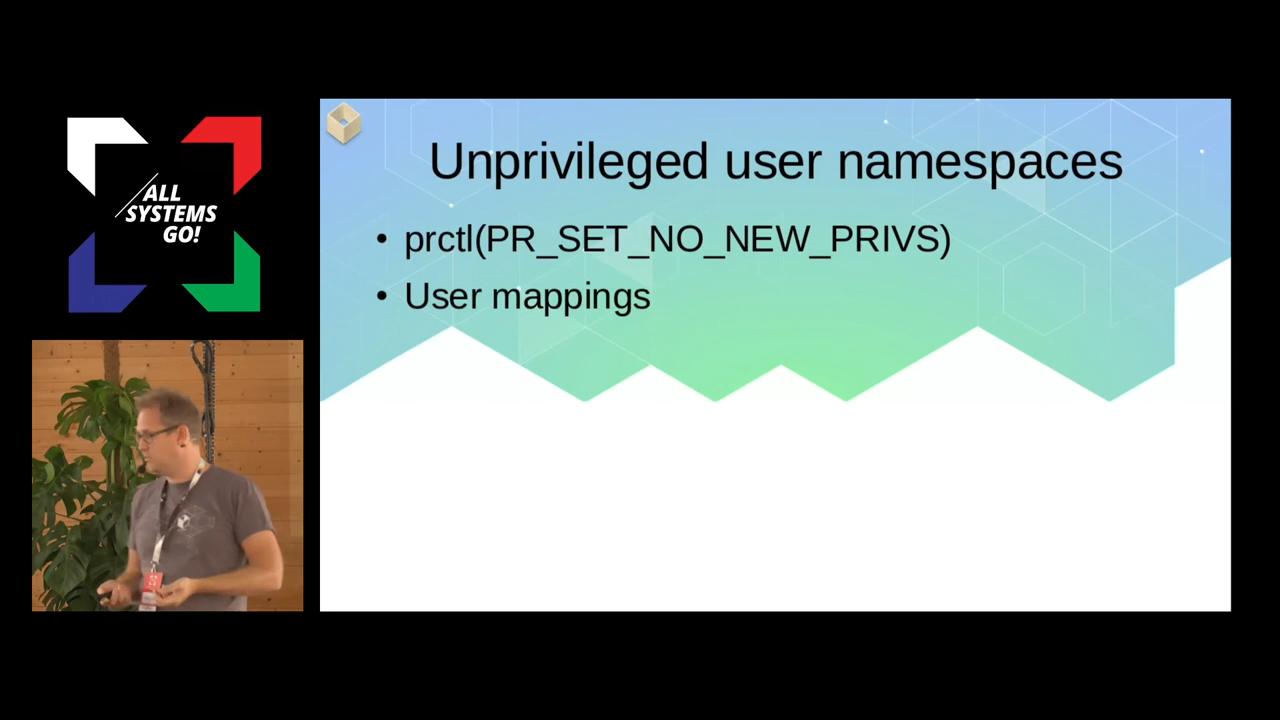 ALL
SYSTEMS
GO!
Unprivileged user namespaces
• prctl(PR_SET_NO_NEW_PRIVS)
• User mappings